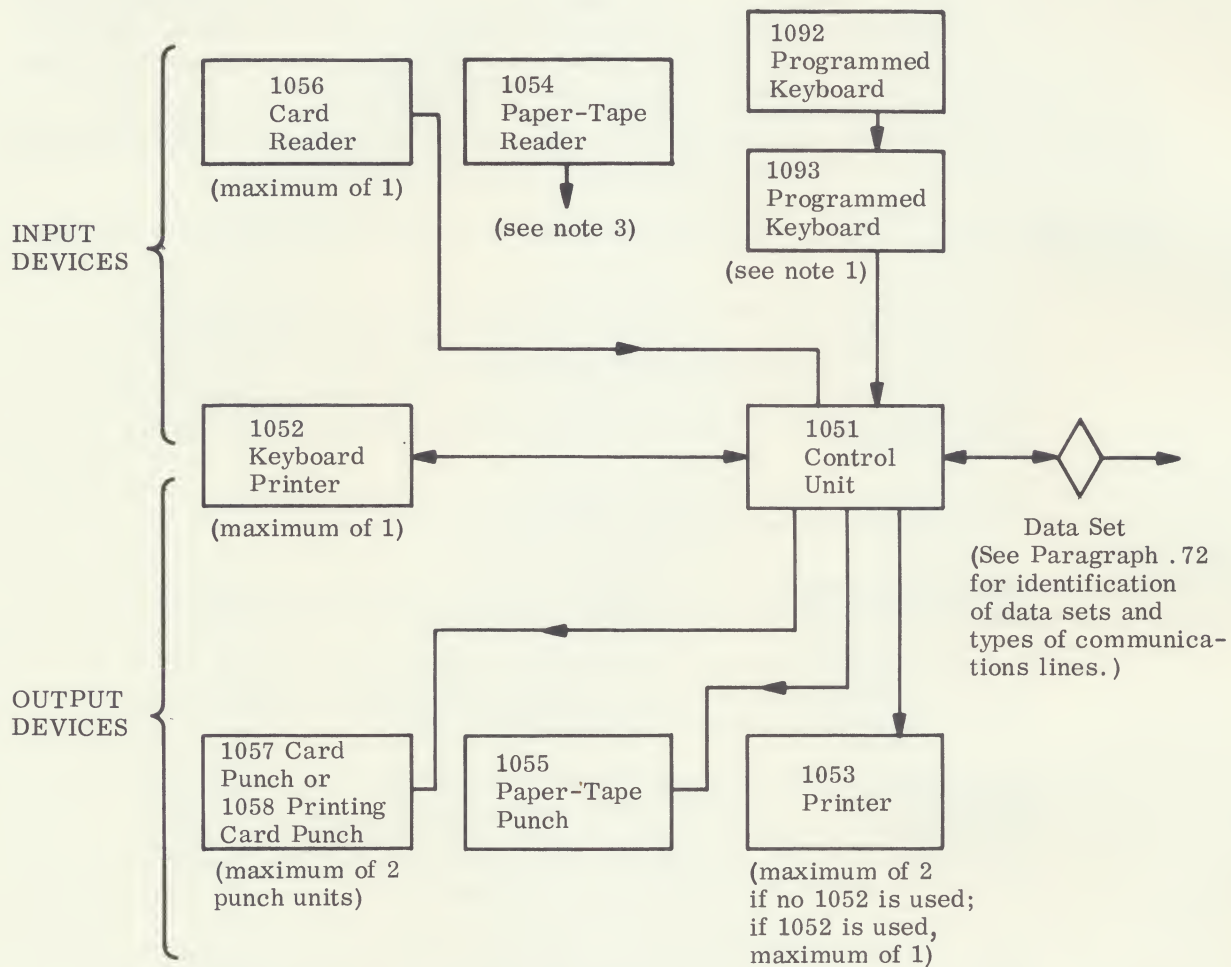 1056
Card
Reader
(maximum of 1)
1054
Paper-Tape
Reader
(see note 3)
1092
Programmed
Keyboard
1093
Programmed
Keyboard
(see note 1)
INPUT
DEVICES
1052
Keyboard
Printer
(maximum of 1)
1051
Control
Unit
Data Set
(See Paragraph .72
for identification
of data sets and
types of communica-
tions lines.)
OUTPUT
DEVICES
1057 Card
Punch or
1058 Printing
Card Punch
(maximum of 2
punch units)
1055
Paper-Tape
Punch
1053
Printer
(maximum of 2
if no 1052 is used;
if 1052 is used,
maximum of 1)